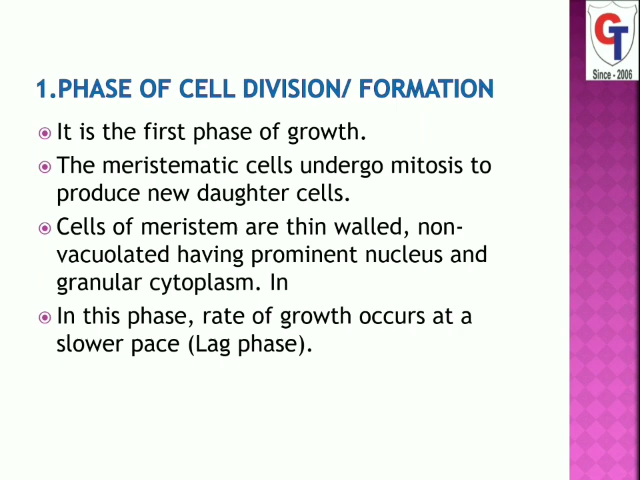 GT
Since - 2006
1.PHASE OF CELL DIVISION/ FORMATION
It is the first phase of growth.
The meristematic cells undergo mitosis to
produce new daughter cells.
Cells of meristem are thin walled, non-
vacuolated having prominent nucleus and
granular cytoplasm. In
In this phase, rate of growth occurs at a
slower pace (Lag phase).